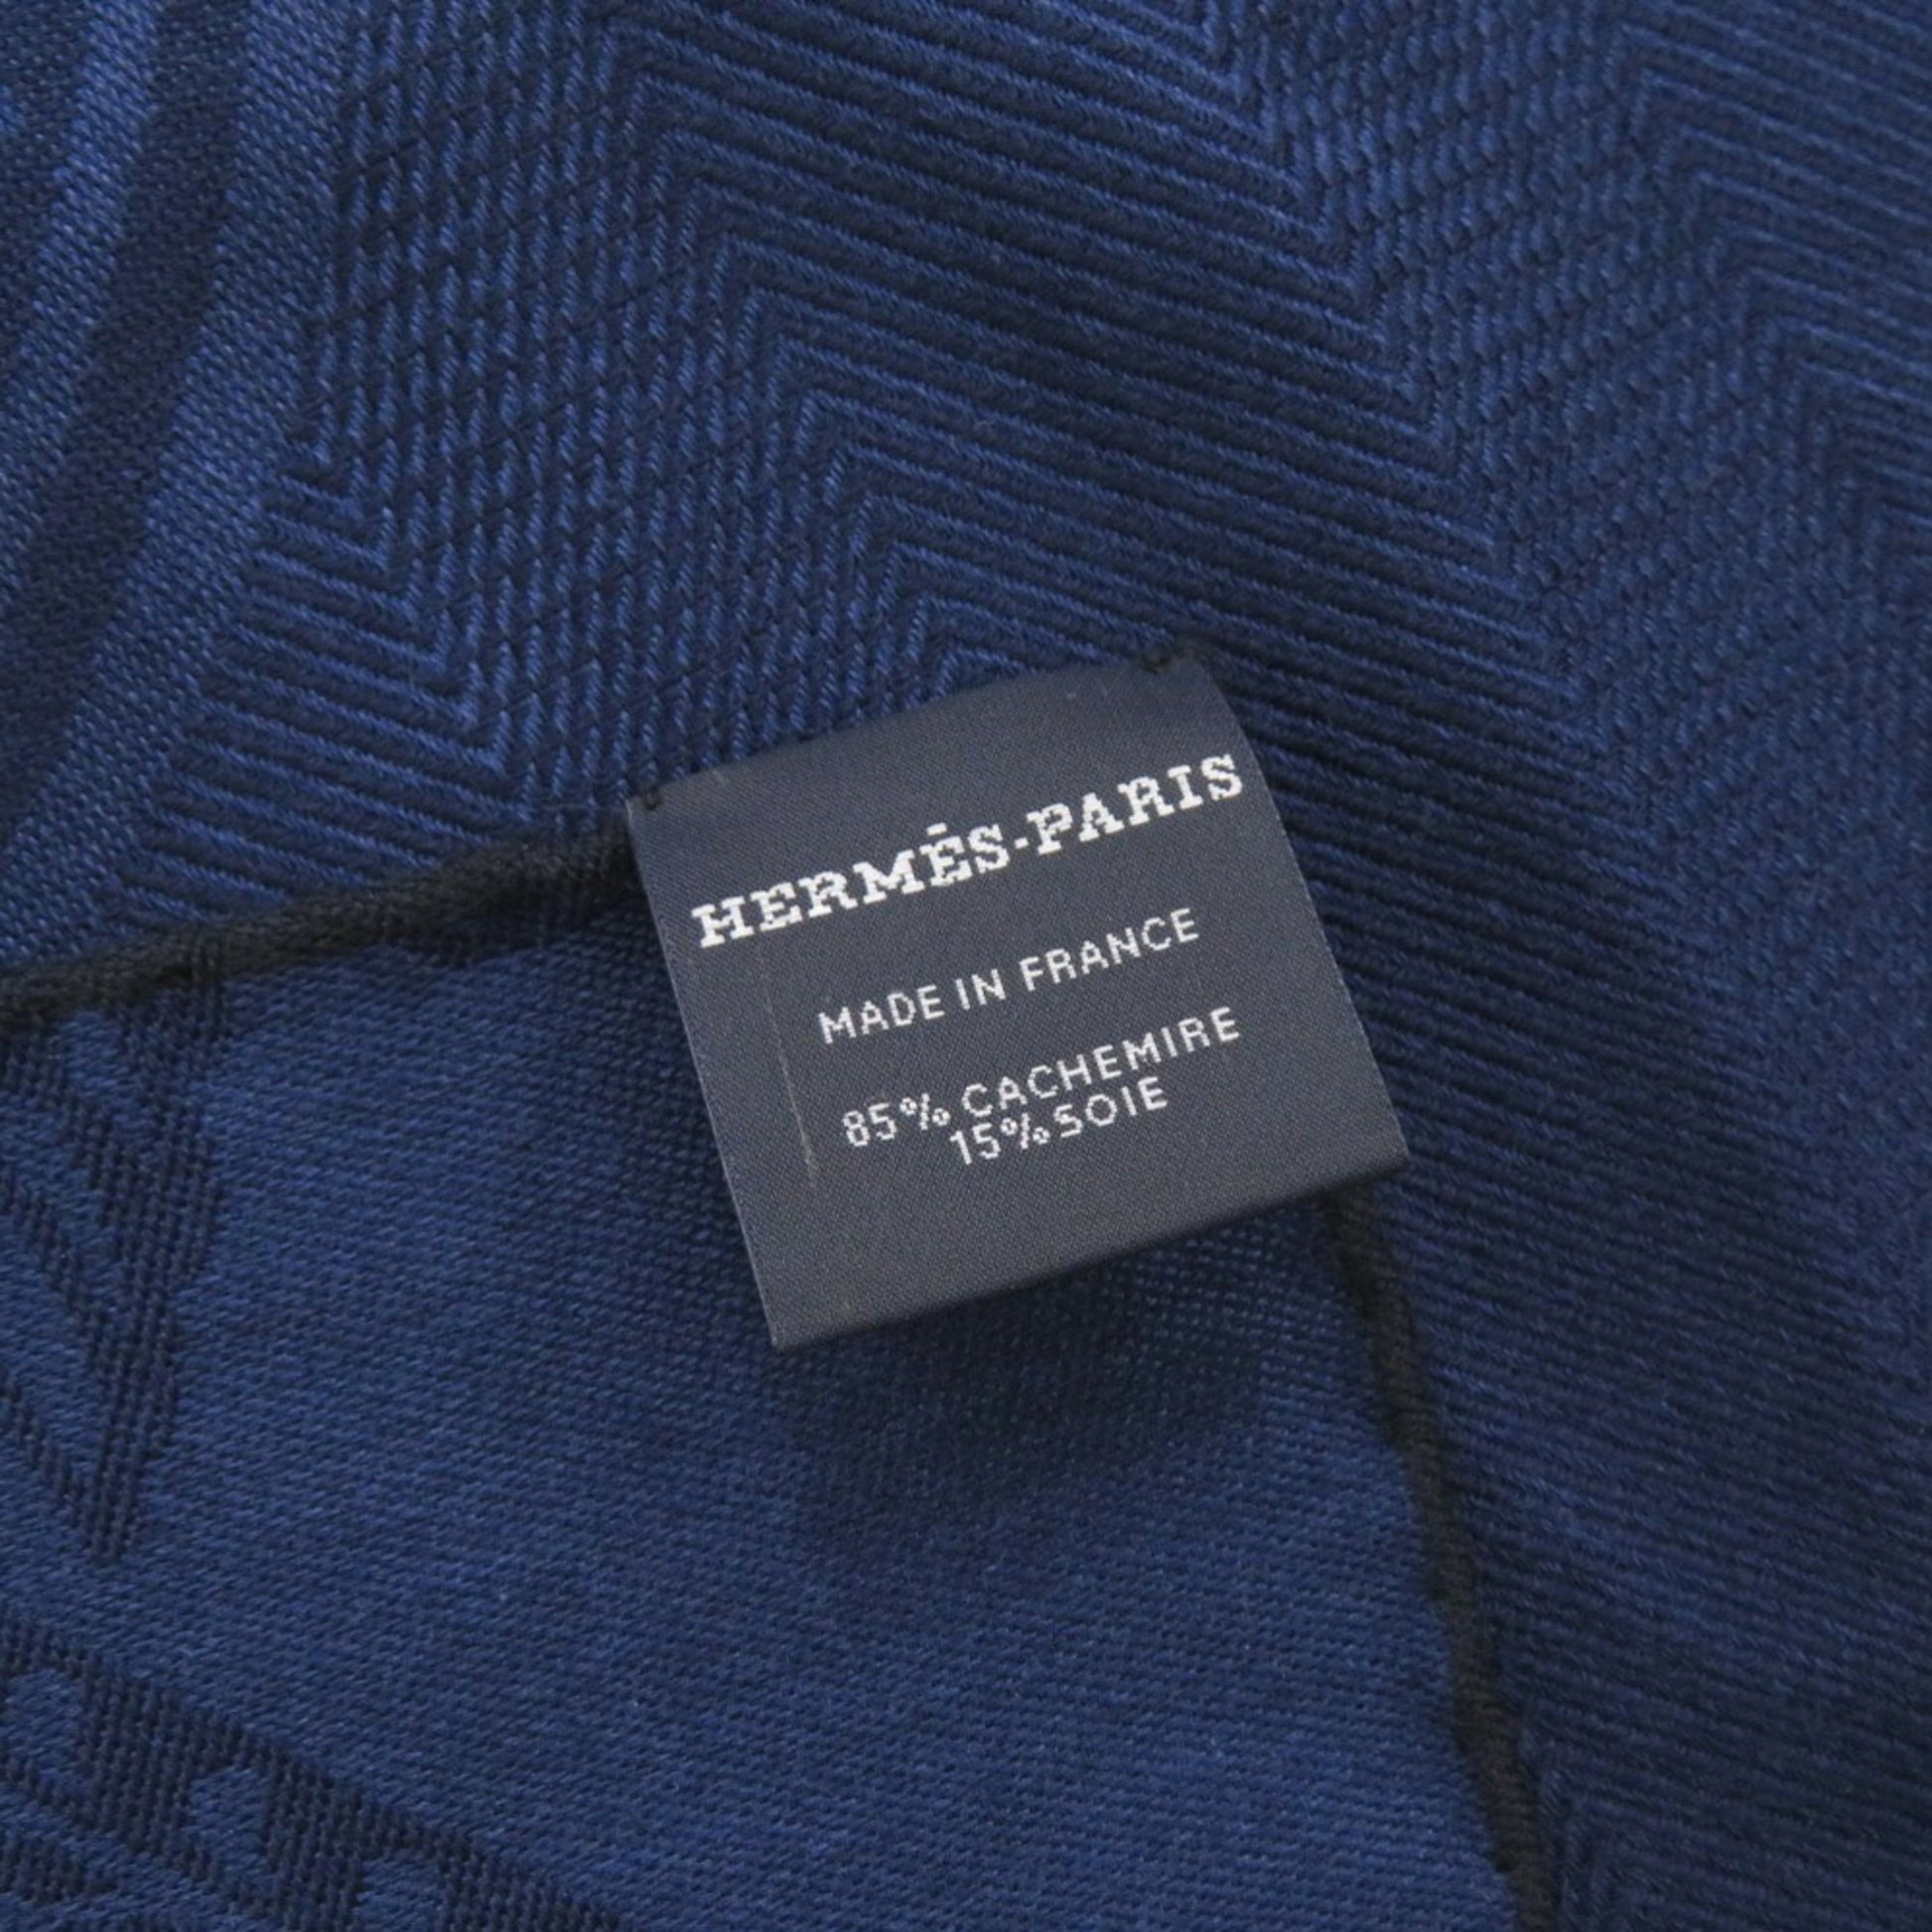 HERMÈS-PARIS
MADE IN FRANCE
85% CACHEMIRE
15% SOIE